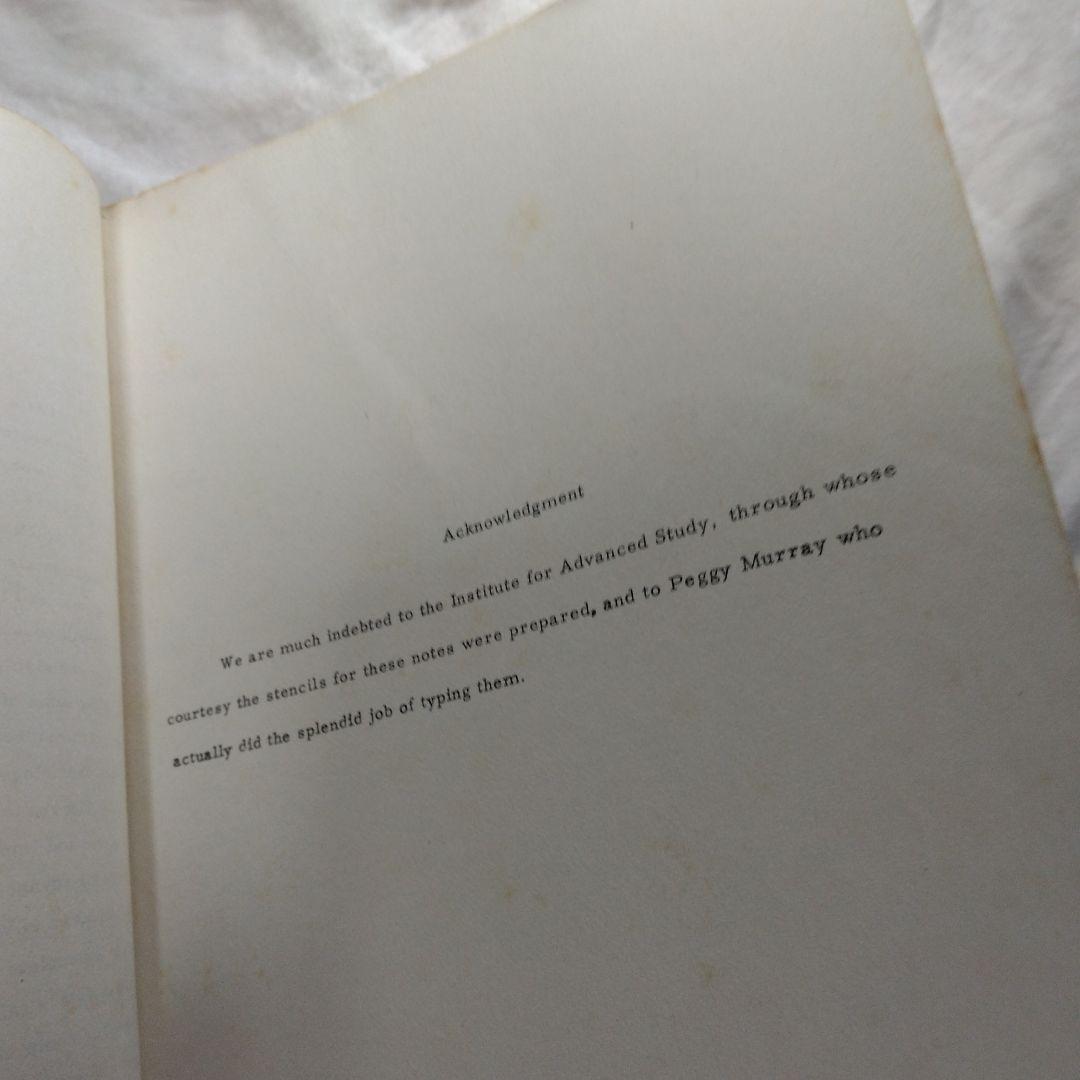 Acknowledgment
We are much indebted to the Institute for Advanced Study, through whose
courtesy the stencils for these notes were prepared, and to Peggy Murray who
actually did the splendid job of typing them.